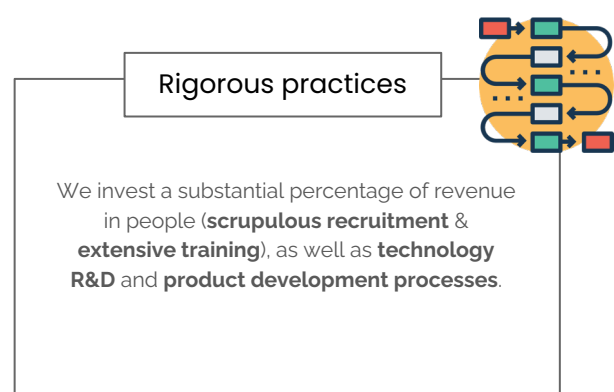 Rigorous practices
We invest a substantial percentage of revenue
in people (scrupulous recruitment &
extensive training), as well as technology
R&D and product development processes.